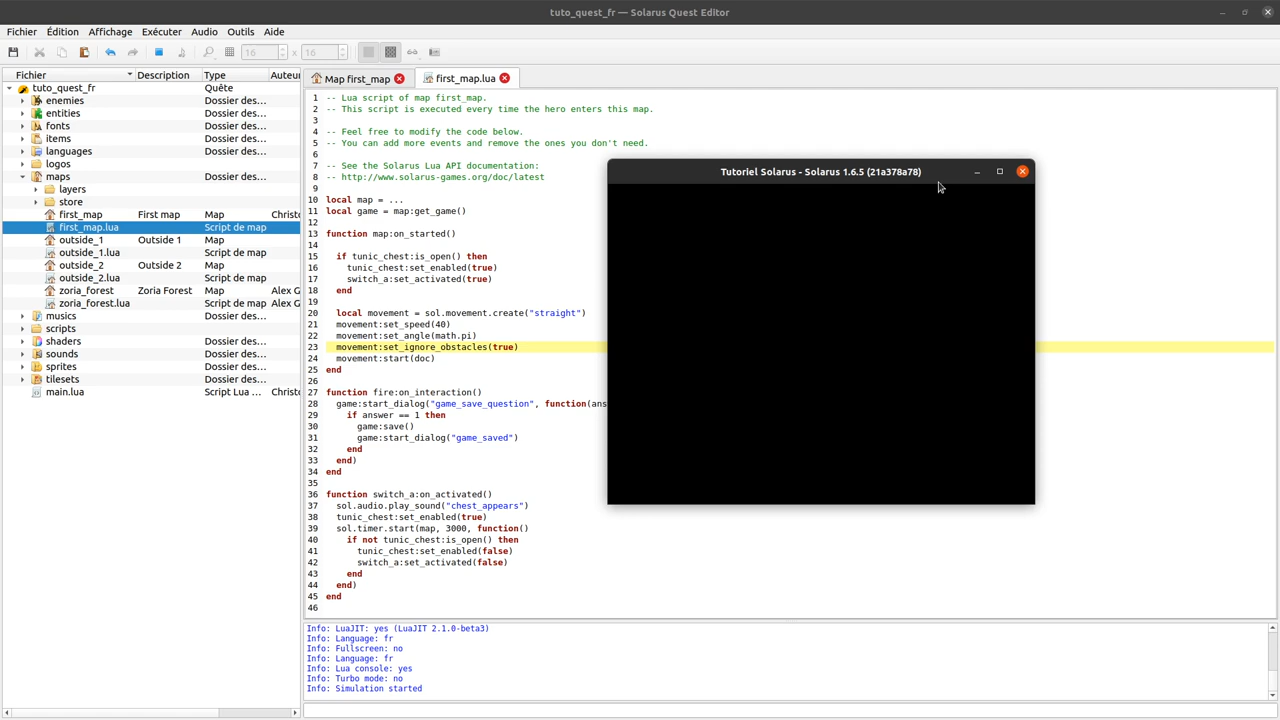 tuto_quest_fr — Solarus Quest Editor
Fichier Édition Affichage Exécuter Audio Outils Aide
16 x 16
Fichier Description Type Auteu
tuto_quest_fr Quête
enemies Dossier des...
entities Dossier des...
fonts Dossier des...
items Dossier des...
languages Dossier des...
logos Dossier des...
maps Dossier des...
layers Dossier des...
store Dossier des...
first_map First map Map Christo
first_map.lua Script de map
outside_1 Outside 1 Map
outside_1.lua Script de map
outside_2 Outside 2 Map
outside_2.lua Script de map
zoria_forest Zoria Forest Map Alex G
zoria_forest.lua Script de map Alex G
musics Dossier des...
scripts Dossier des...
shaders Dossier des...
sounds Dossier des...
sprites Dossier des...
tilesets Dossier des...
main.lua Script Lua ... Christo
Map first_map first_map.lua
1 -- Lua script of map first_map.
2 -- This script is executed every time the hero enters this map.
3
4 -- Feel free to modify the code below.
5 -- You can add more events and remove the ones you don't need.
6
7 -- See the Solarus Lua API documentation:
8 -- http://www.solarus-games.org/doc/latest
9
10 local map = ...
11 local game = map:get_game()
12
13 function map:on_started()
14
15 if tunic_chest:is_open() then
16 tunic_chest:set_enabled(true)
17 switch_a:set_activated(true)
18 end
19
20 local movement = sol.movement.create("straight")
21 movement:set_speed(40)
22 movement:set_angle(math.pi)
23 movement:set_ignore_obstacles(true)
24 movement:start(doc)
25 end
26
27 function fire:on_interaction()
28 game:start_dialog("game_save_question", function(ans
29 if answer == 1 then
30 game:save()
31 game:start_dialog("game_saved")
32 end
33 end)
34 end
35
36 function switch_a:on_activated()
37 sol.audio.play_sound("chest_appears")
38 tunic_chest:set_enabled(true)
39 sol.timer.start(map, 3000, function()
40 if not tunic_chest:is_open() then
41 tunic_chest:set_enabled(false)
42 switch_a:set_activated(false)
43 end
44 end)
45 end
46
Tutoriel Solarus - Solarus 1.6.5 (21a378a78)
Info: LuaJIT: yes (LuaJIT 2.1.0-beta3)
Info: Language: fr
Info: Fullscreen: no
Info: Language: fr
Info: Lua console: yes
Info: Turbo mode: no
Info: Simulation started